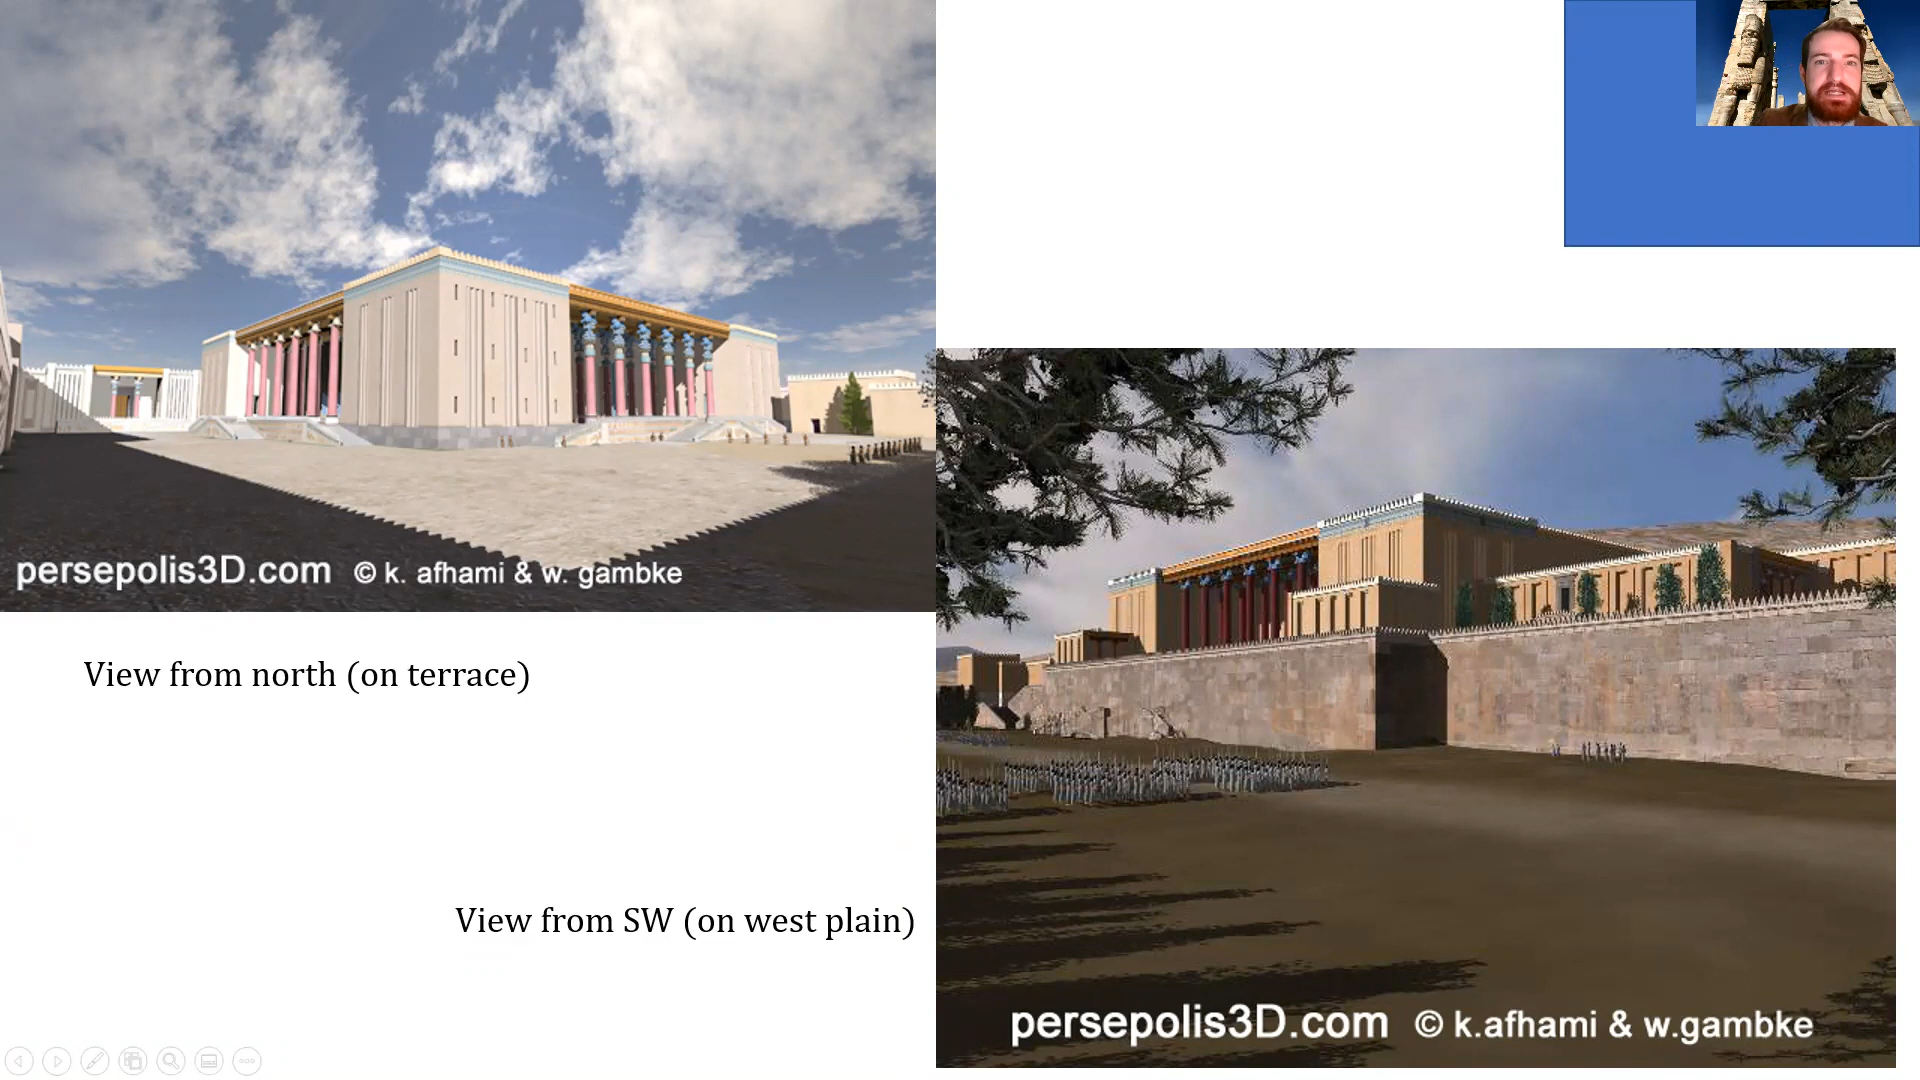 persepolis3D.com © k. afhami & w. gambke
View from north (on terrace)
View from SW (on west plain)
persepolis3D.com © k.afhami & w.gambke